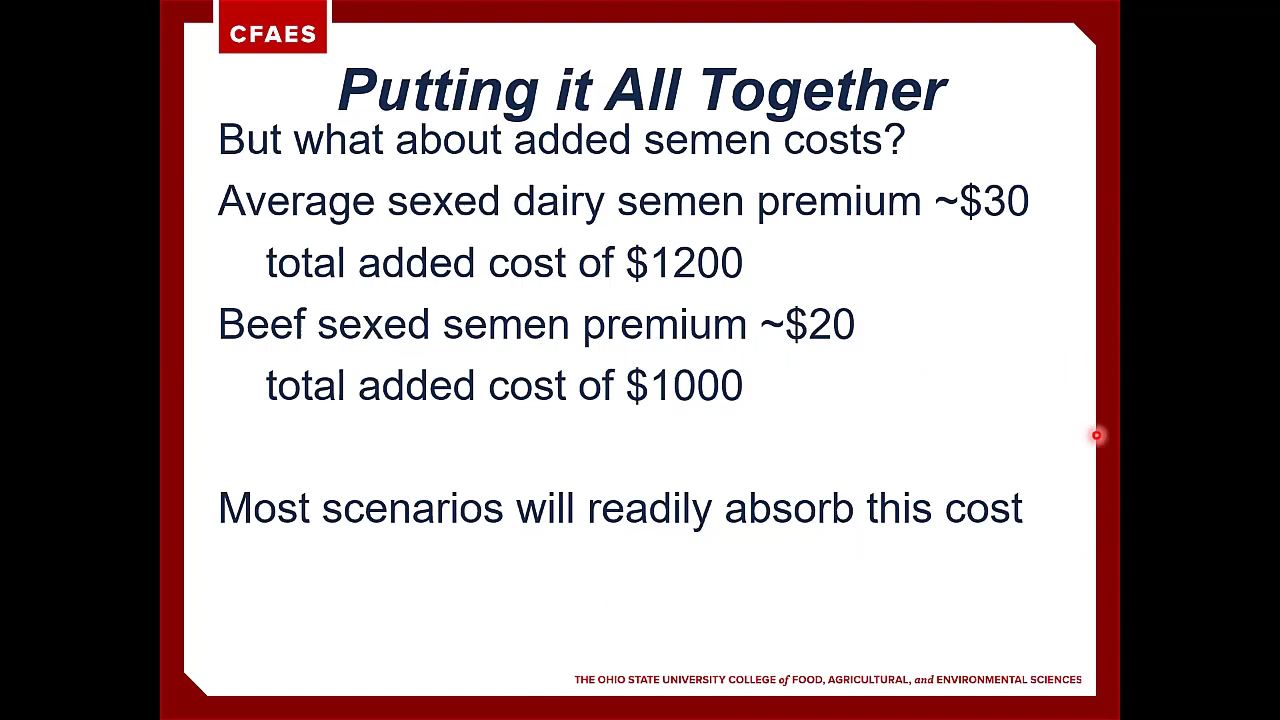 CFAES
Putting it All Together
But what about added semen costs?
Average sexed dairy semen premium ~$30
total added cost of $1200
Beef sexed semen premium ~$20
total added cost of $1000
Most scenarios will readily absorb this cost
THE OHIO STATE UNIVERSITY COLLEGE of FOOD, AGRICULTURAL, and ENVIRONMENTAL SCIENCES